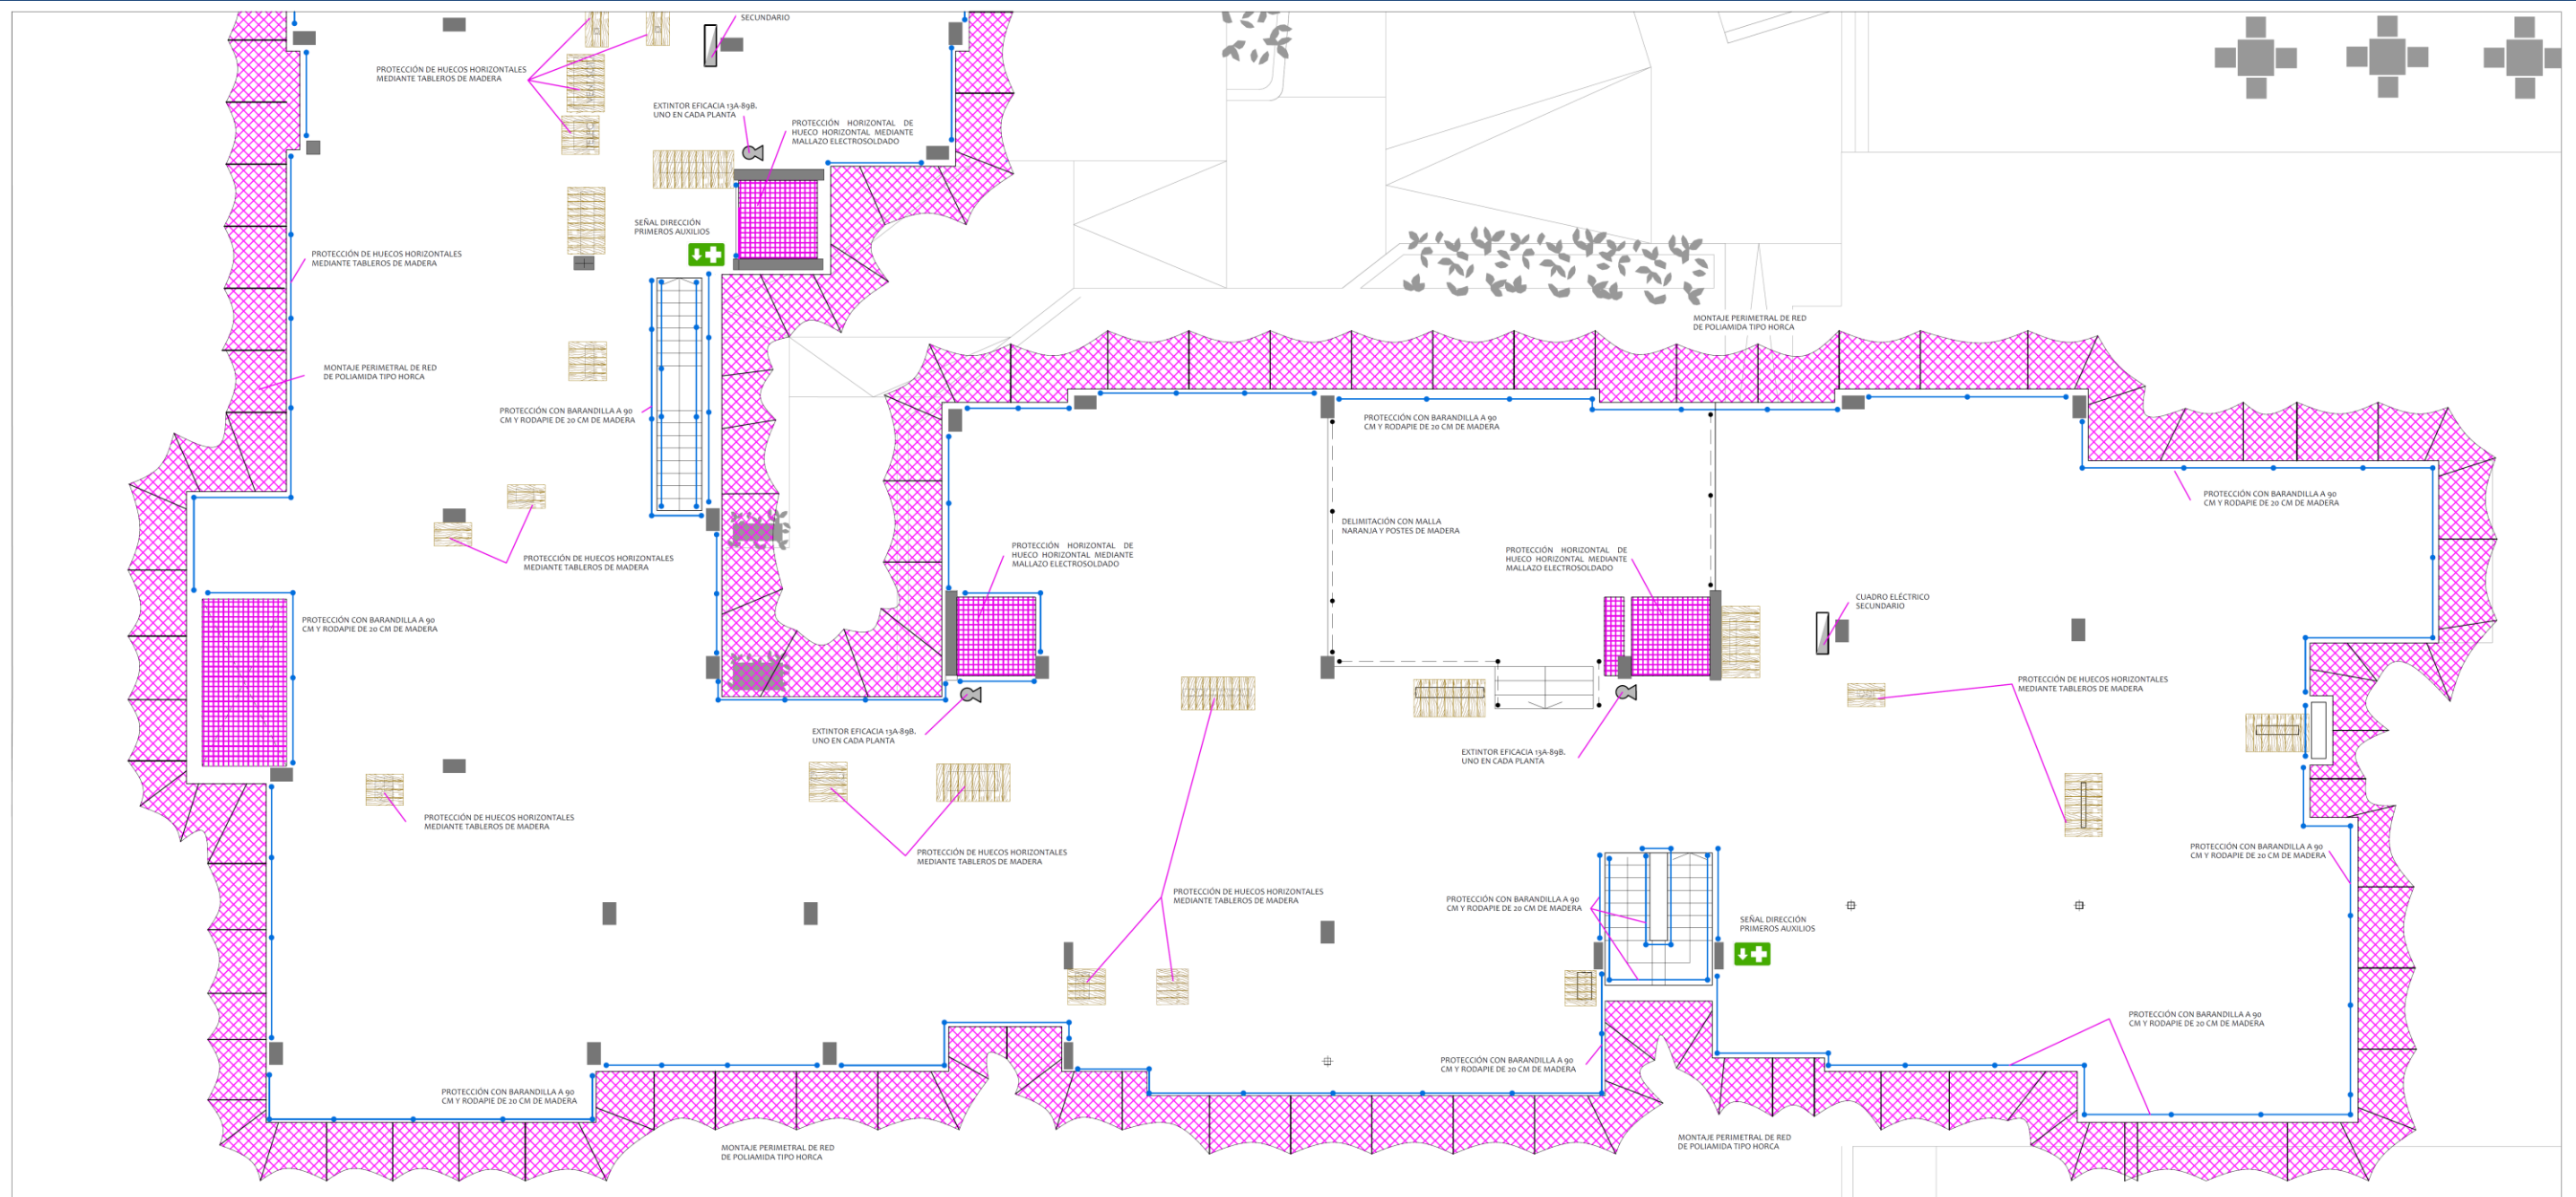 SECUNDARIO
PROTECCIÓN DE HUECOS HORIZONTALES
MEDIANTE TABLEROS DE MADERA
EXTINTOR EFICACIA 13A-89B.
UNO EN CADA PLANTA
PROTECCIÓN HORIZONTAL DE
HUECO HORIZONTAL MEDIANTE
MALLAZO ELECTROSOLDADO
SEÑAL DIRECCIÓN
PRIMEROS AUXILIOS
PROTECCIÓN DE HUECOS HORIZONTALES
MEDIANTE TABLEROS DE MADERA
MONTAJE PERIMETRAL DE RED
DE POLIAMIDA TIPO HORCA
MONTAJE PERIMETRAL DE RED
DE POLIAMIDA TIPO HORCA
PROTECCIÓN CON BARANDILLA A 90
CM Y RODAPIE DE 20 CM DE MADERA
PROTECCIÓN CON BARANDILLA A 90
CM Y RODAPIE DE 20 CM DE MADERA
PROTECCIÓN CON BARANDILLA A 90
CM Y RODAPIE DE 20 CM DE MADERA
DELIMITACIÓN CON MALLA
NARANJA Y POSTES DE MADERA
PROTECCIÓN DE HUECOS HORIZONTALES
MEDIANTE TABLEROS DE MADERA
PROTECCIÓN HORIZONTAL DE
HUECO HORIZONTAL MEDIANTE
MALLAZO ELECTROSOLDADO
PROTECCIÓN HORIZONTAL DE
HUECO HORIZONTAL MEDIANTE
MALLAZO ELECTROSOLDADO
CUADRO ELÉCTRICO
SECUNDARIO
PROTECCIÓN CON BARANDILLA A 90
CM Y RODAPIE DE 20 CM DE MADERA
PROTECCIÓN DE HUECOS HORIZONTALES
MEDIANTE TABLEROS DE MADERA
EXTINTOR EFICACIA 13A-89B.
UNO EN CADA PLANTA
EXTINTOR EFICACIA 13A-89B.
UNO EN CADA PLANTA
PROTECCIÓN DE HUECOS HORIZONTALES
MEDIANTE TABLEROS DE MADERA
PROTECCIÓN DE HUECOS HORIZONTALES
MEDIANTE TABLEROS DE MADERA
PROTECCIÓN CON BARANDILLA A 90
CM Y RODAPIE DE 20 CM DE MADERA
PROTECCIÓN DE HUECOS HORIZONTALES
MEDIANTE TABLEROS DE MADERA
PROTECCIÓN CON BARANDILLA A 90
CM Y RODAPIE DE 20 CM DE MADERA
SEÑAL DIRECCIÓN
PRIMEROS AUXILIOS
PROTECCIÓN CON BARANDILLA A 90
CM Y RODAPIE DE 20 CM DE MADERA
PROTECCIÓN CON BARANDILLA A 90
CM Y RODAPIE DE 20 CM DE MADERA
PROTECCIÓN CON BARANDILLA A 90
CM Y RODAPIE DE 20 CM DE MADERA
MONTAJE PERIMETRAL DE RED
DE POLIAMIDA TIPO HORCA
MONTAJE PERIMETRAL DE RED
DE POLIAMIDA TIPO HORCA